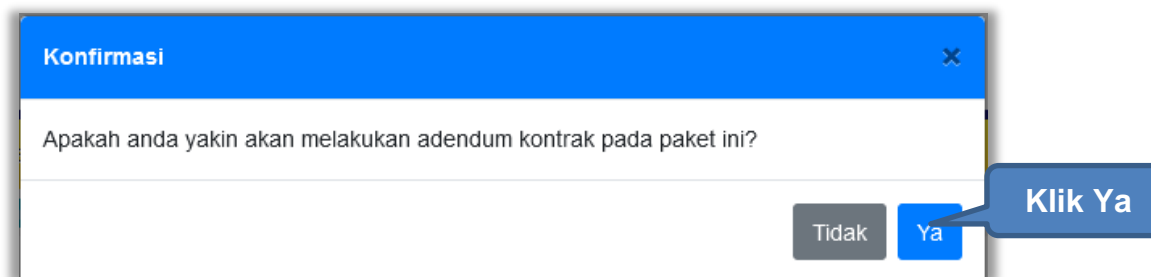 Konfirmasi
×
Apakah anda yakin akan melakukan adendum kontrak pada paket ini?
Klik Ya
Tidak
Ya